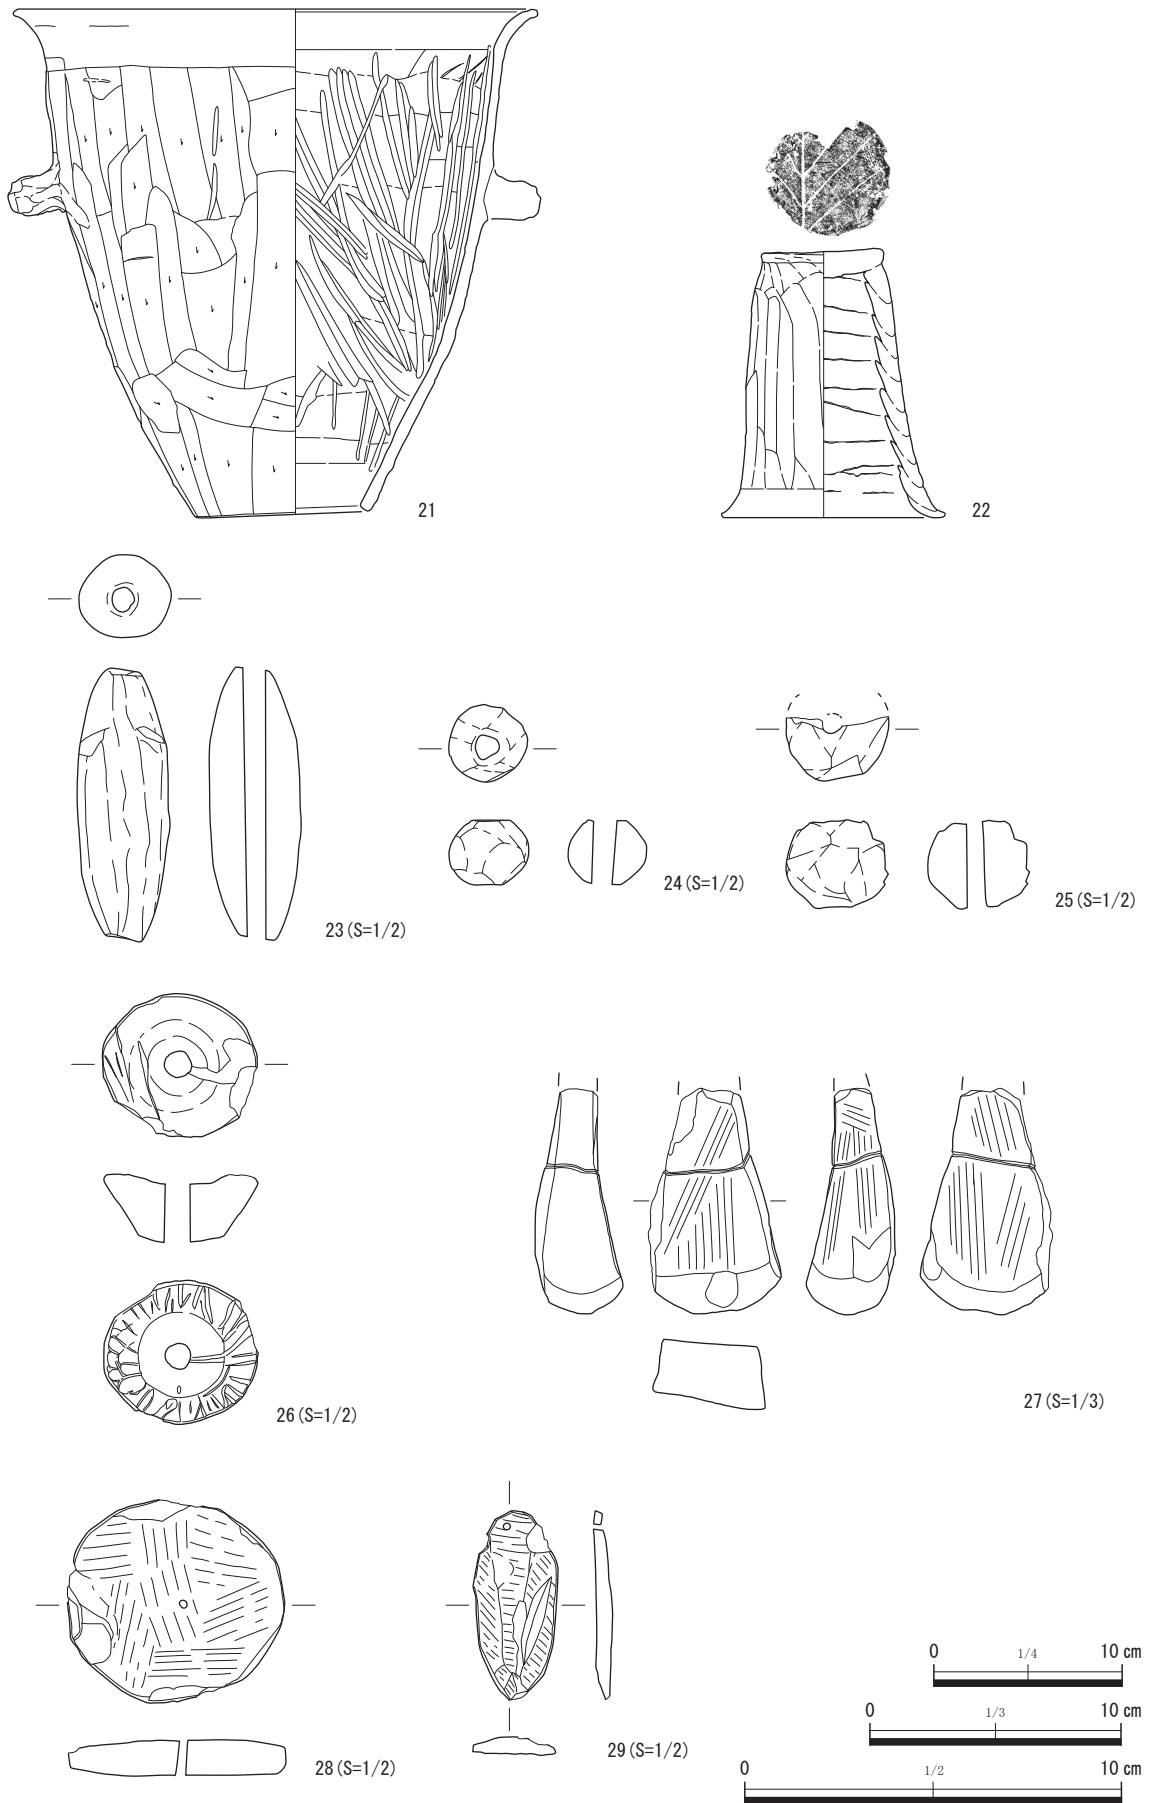 21
22
23(S=1/2)
24(S=1/2)
25(S=1/2)
26(S=1/2)
27(S=1/3)
28(S=1/2)
29(S=1/2)
0 1/4 10 cm
0 1/3 10 cm
0 1/2 10 cm